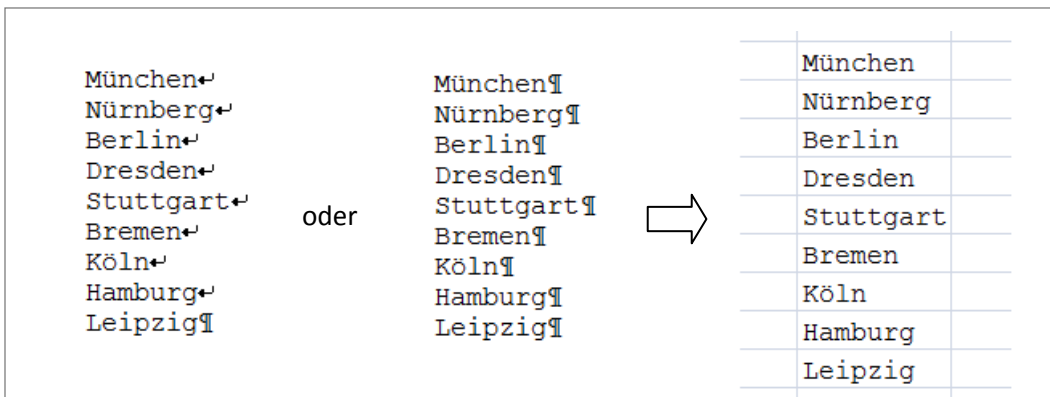 München↵
Nürnberg↵
Berlin↵
Dresden↵
Stuttgart↵
Bremen↵
Köln↵
Hamburg↵
Leipzig¶
oder
München¶
Nürnberg¶
Berlin¶
Dresden¶
Stuttgart¶
Bremen¶
Köln¶
Hamburg¶
Leipzig¶
München
Nürnberg
Berlin
Dresden
Stuttgart
Bremen
Köln
Hamburg
Leipzig